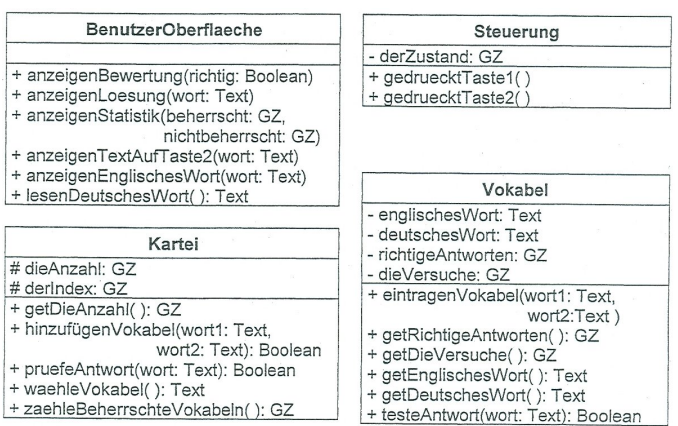 BenutzerOberflaeche
+ anzeigenBewertung(richtig: Boolean)
+ anzeigenLoesung(wort: Text)
+ anzeigenStatistik(beherrscht: GZ,
nichtbeherrscht: GZ)
+ anzeigenTextAufTaste2(wort: Text)
+ anzeigenEnglischesWort(wort: Text)
+ lesenDeutschesWort( ): Text
Kartei
# dieAnzahl: GZ
# derIndex: GZ
+ getDieAnzahl( ): GZ
+ hinzufügenVokabel(wort1: Text,
wort2: Text): Boolean
+ pruefeAntwort(wort: Text): Boolean
+ waehleVokabel( ): Text
+ zaehleBeherrschteVokabeln( ): GZ
Steuerung
- derZustand: GZ
+ gedruecktTaste1( )
+ gedruecktTaste2( )
Vokabel
- englischesWort: Text
- deutschesWort: Text
- richtigeAntworten: GZ
- dieVersuche: GZ
+ eintragenVokabel(wort1: Text,
wort2:Text )
+ getRichtigeAntworten( ): GZ
+ getDieVersuche( ): GZ
+ getEnglischesWort( ): Text
+ getDeutschesWort( ): Text
+ testeAntwort(wort: Text): Boolean